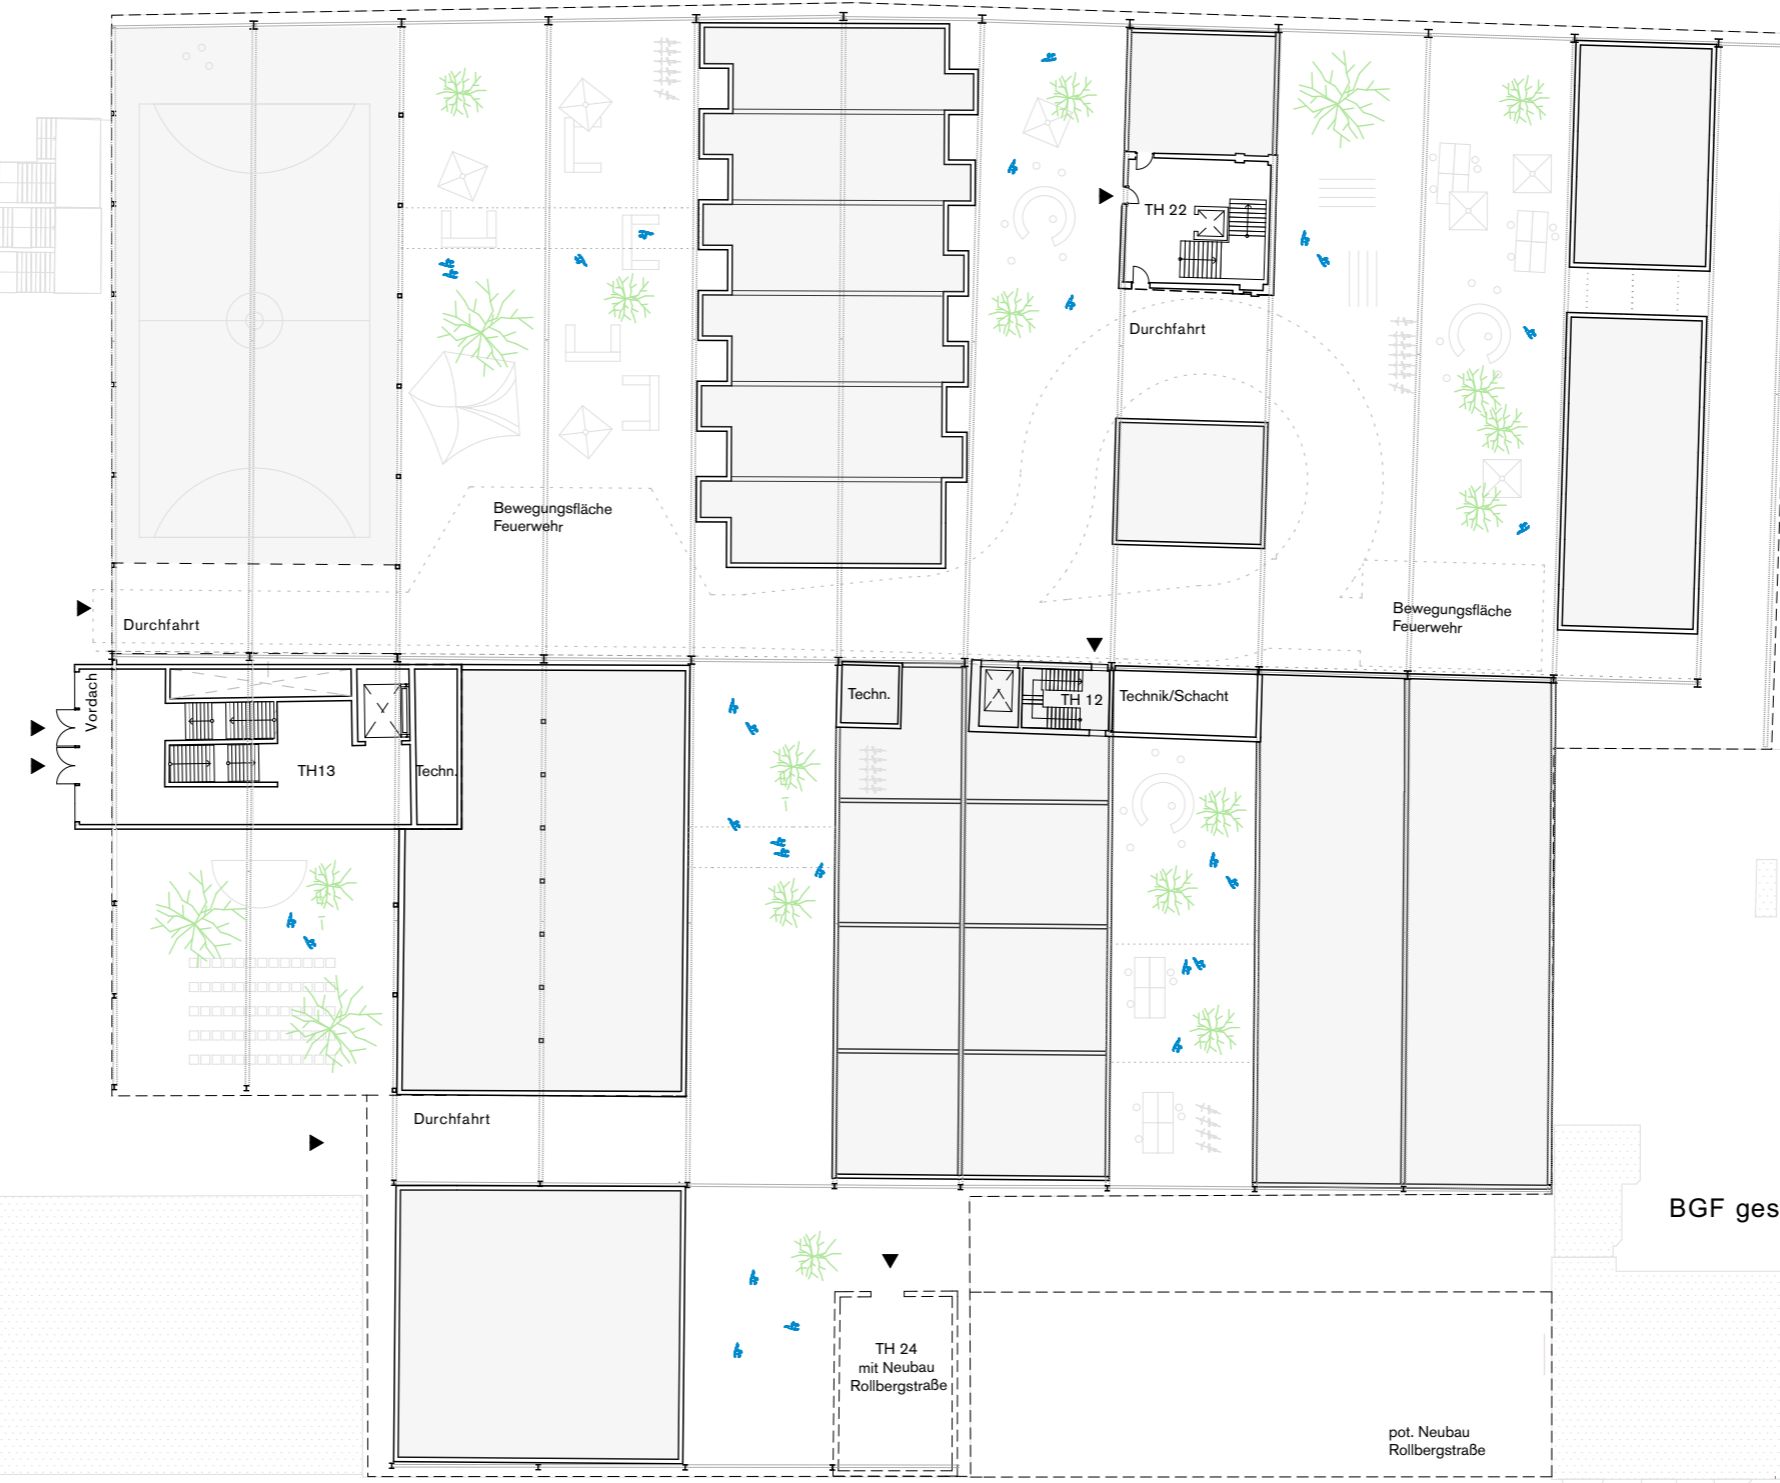 TH 22
Durchfahrt
Bewegungsfläche
Feuerwehr
Bewegungsfläche
Feuerwehr
Durchfahrt
Vordach
TH13
Techn.
Techn.
TH 12
Technik/Schacht
Durchfahrt
BGF ges
TH 24
mit Neubau
Rollbergstraße
pot. Neubau
Rollbergstraße